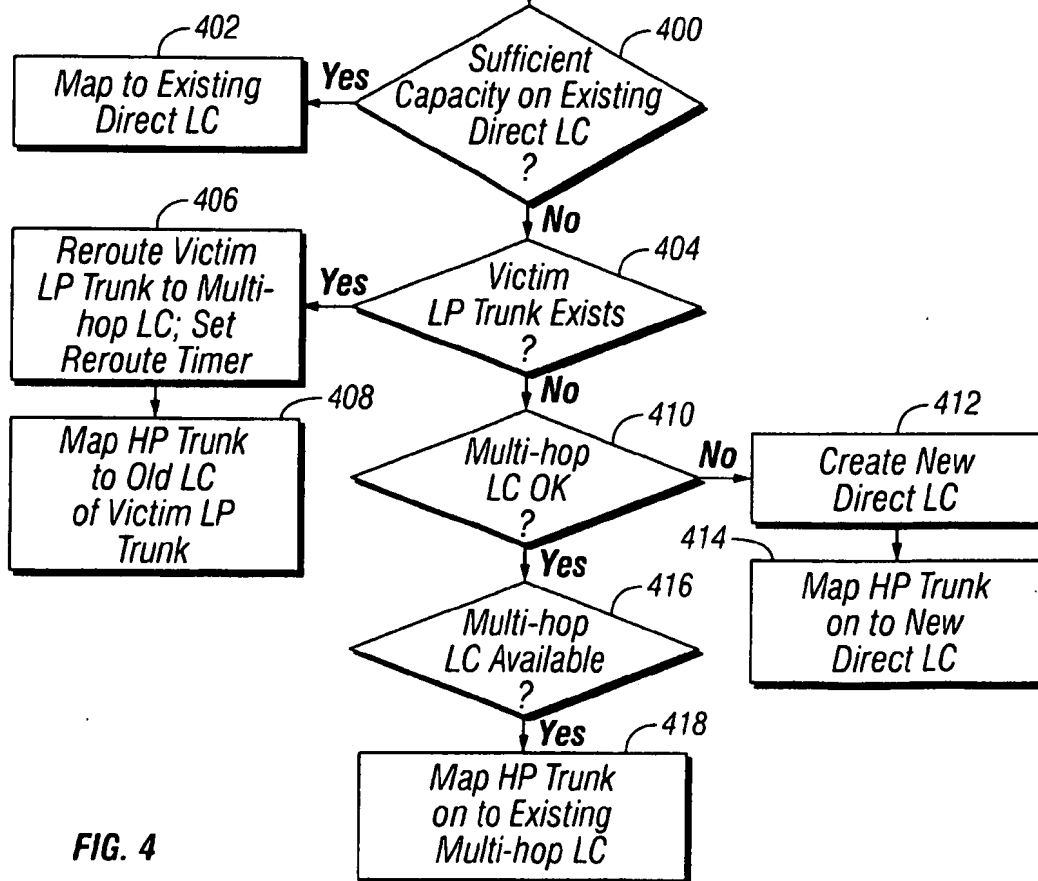 400
Sufficient
Capacity on Existing
Direct LC
?
Yes
402
Map to Existing
Direct LC
No
404
Victim
LP Trunk Exists
?
Yes
406
Reroute Victim
LP Trunk to Multi-
hop LC; Set
Reroute Timer
408
Map HP Trunk
to Old LC
of Victim LP
Trunk
No
410
Multi-hop
LC OK
?
No
412
Create New
Direct LC
414
Map HP Trunk
on to New
Direct LC
Yes
416
Multi-hop
LC Available
?
Yes
418
Map HP Trunk
on to Existing
Multi-hop LC
FIG. 4